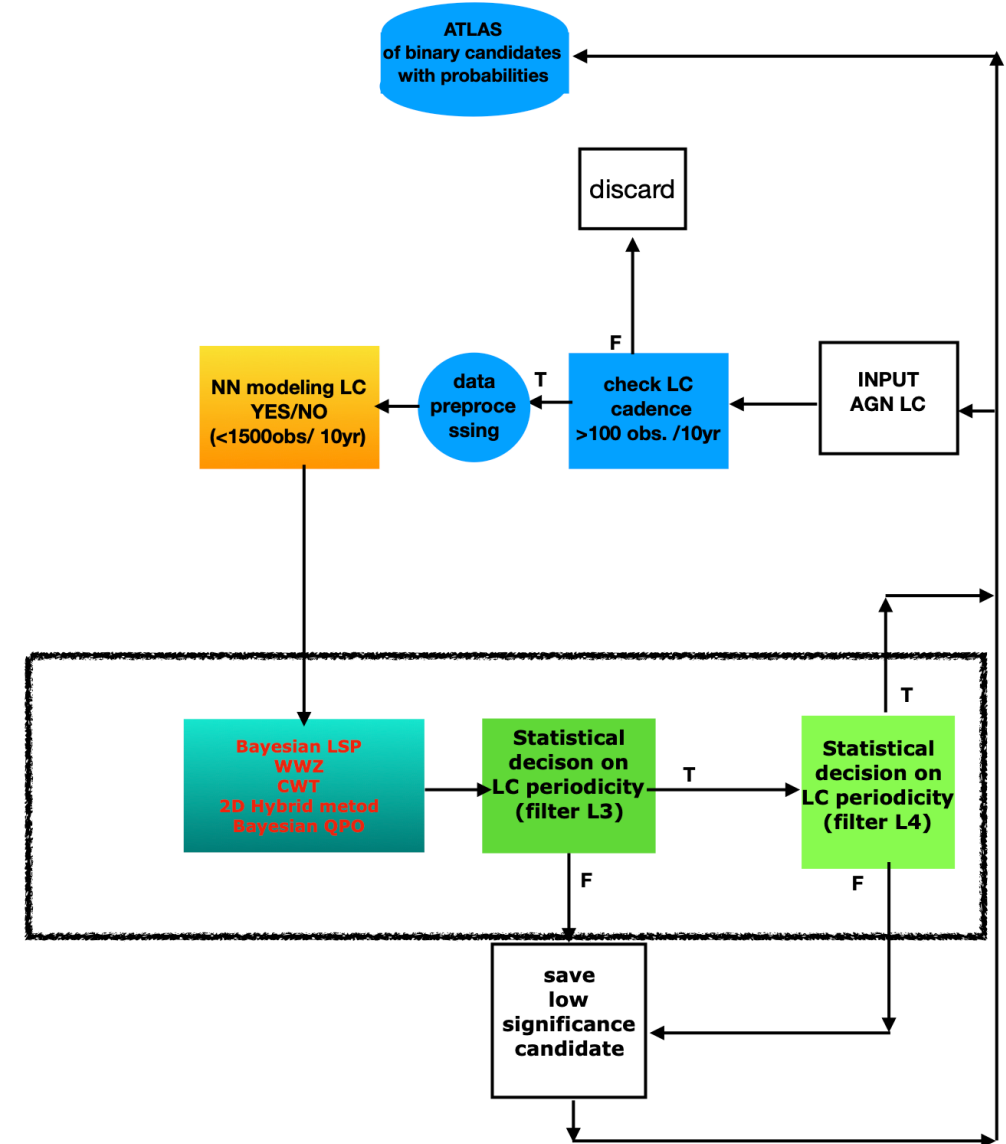 ATLAS
of binary candidates
with probabilities
discard
F
NN modeling LC
YES/NO
(<1500obs/ 10yr)
data
preproce
ssing
T
check LC
cadence
>100 obs. /10yr
INPUT
AGN LC
T
Bayesian LSP
WWZ
CWT
2D Hybrid metod
Bayesian QPO
Statistical
decison on
LC periodicity
(filter L3)
T
Statistical
decision on
LC periodicity
(filter L4)
F
F
save
low
significance
candidate